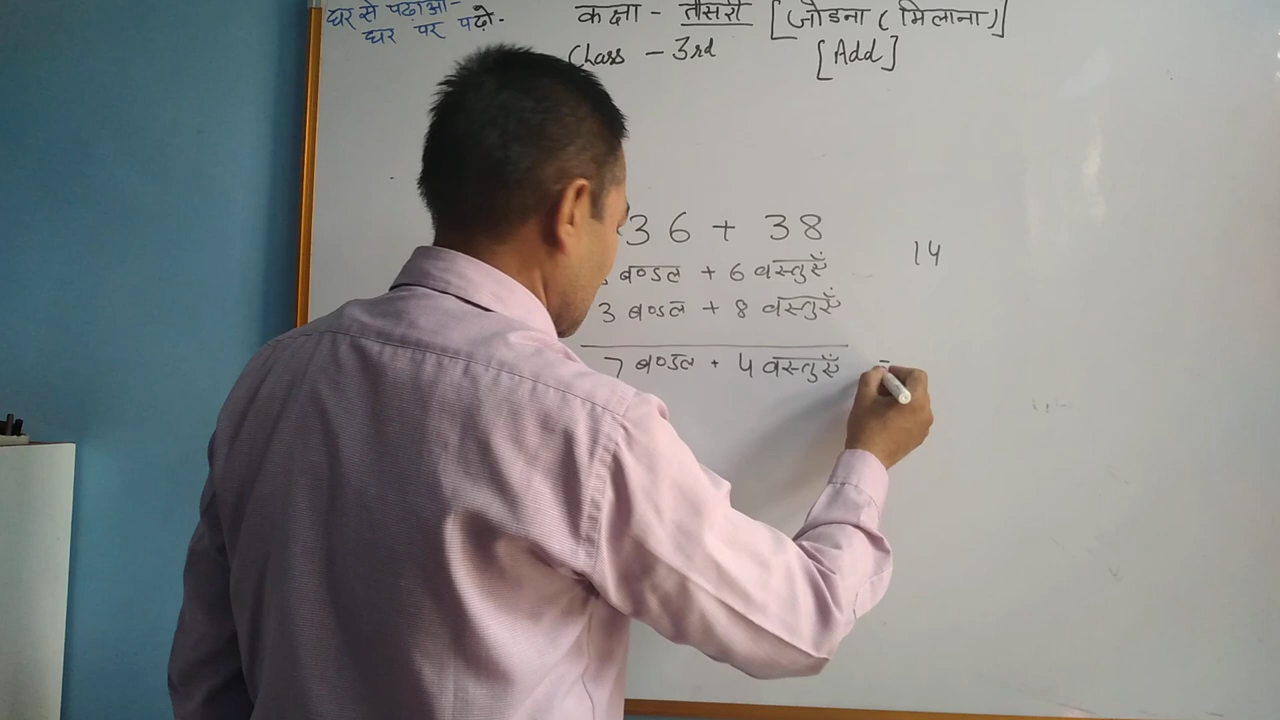 घर से पढ़ाओ-
घर पर पढ़ो.
कक्षा - तीसरी [जोडना (मिलाना)]
Class - 3rd [Add]
36 + 38
14
बण्डल + 6 वस्तुएँ
3 बण्डल + 8 वस्तुएँ
7 बण्डल + 4 वस्तुएँ